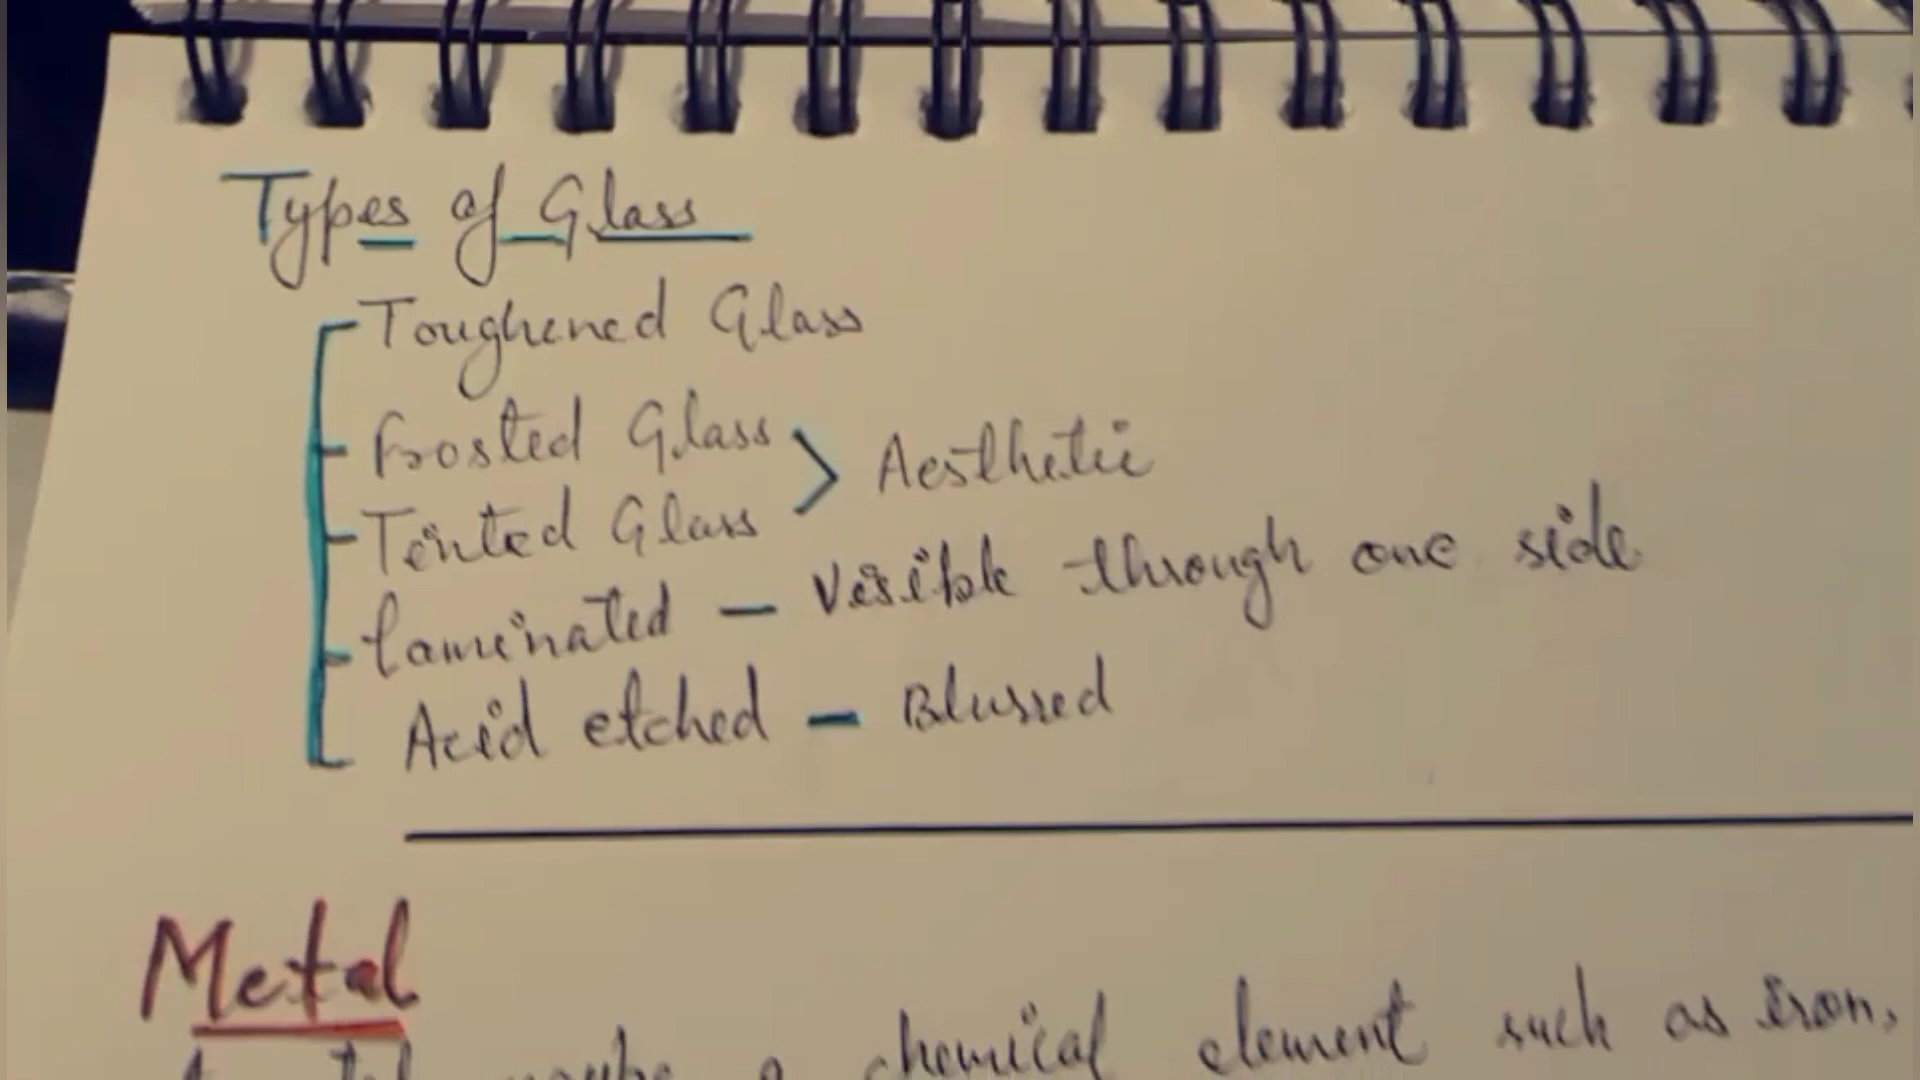 Types of Glass
Toughened Glass
Frosted Glass
Tinted Glass > Aesthetic
Laminated — Visible through one side
Acid etched — Blurred
Metal
chemical element such as iron,